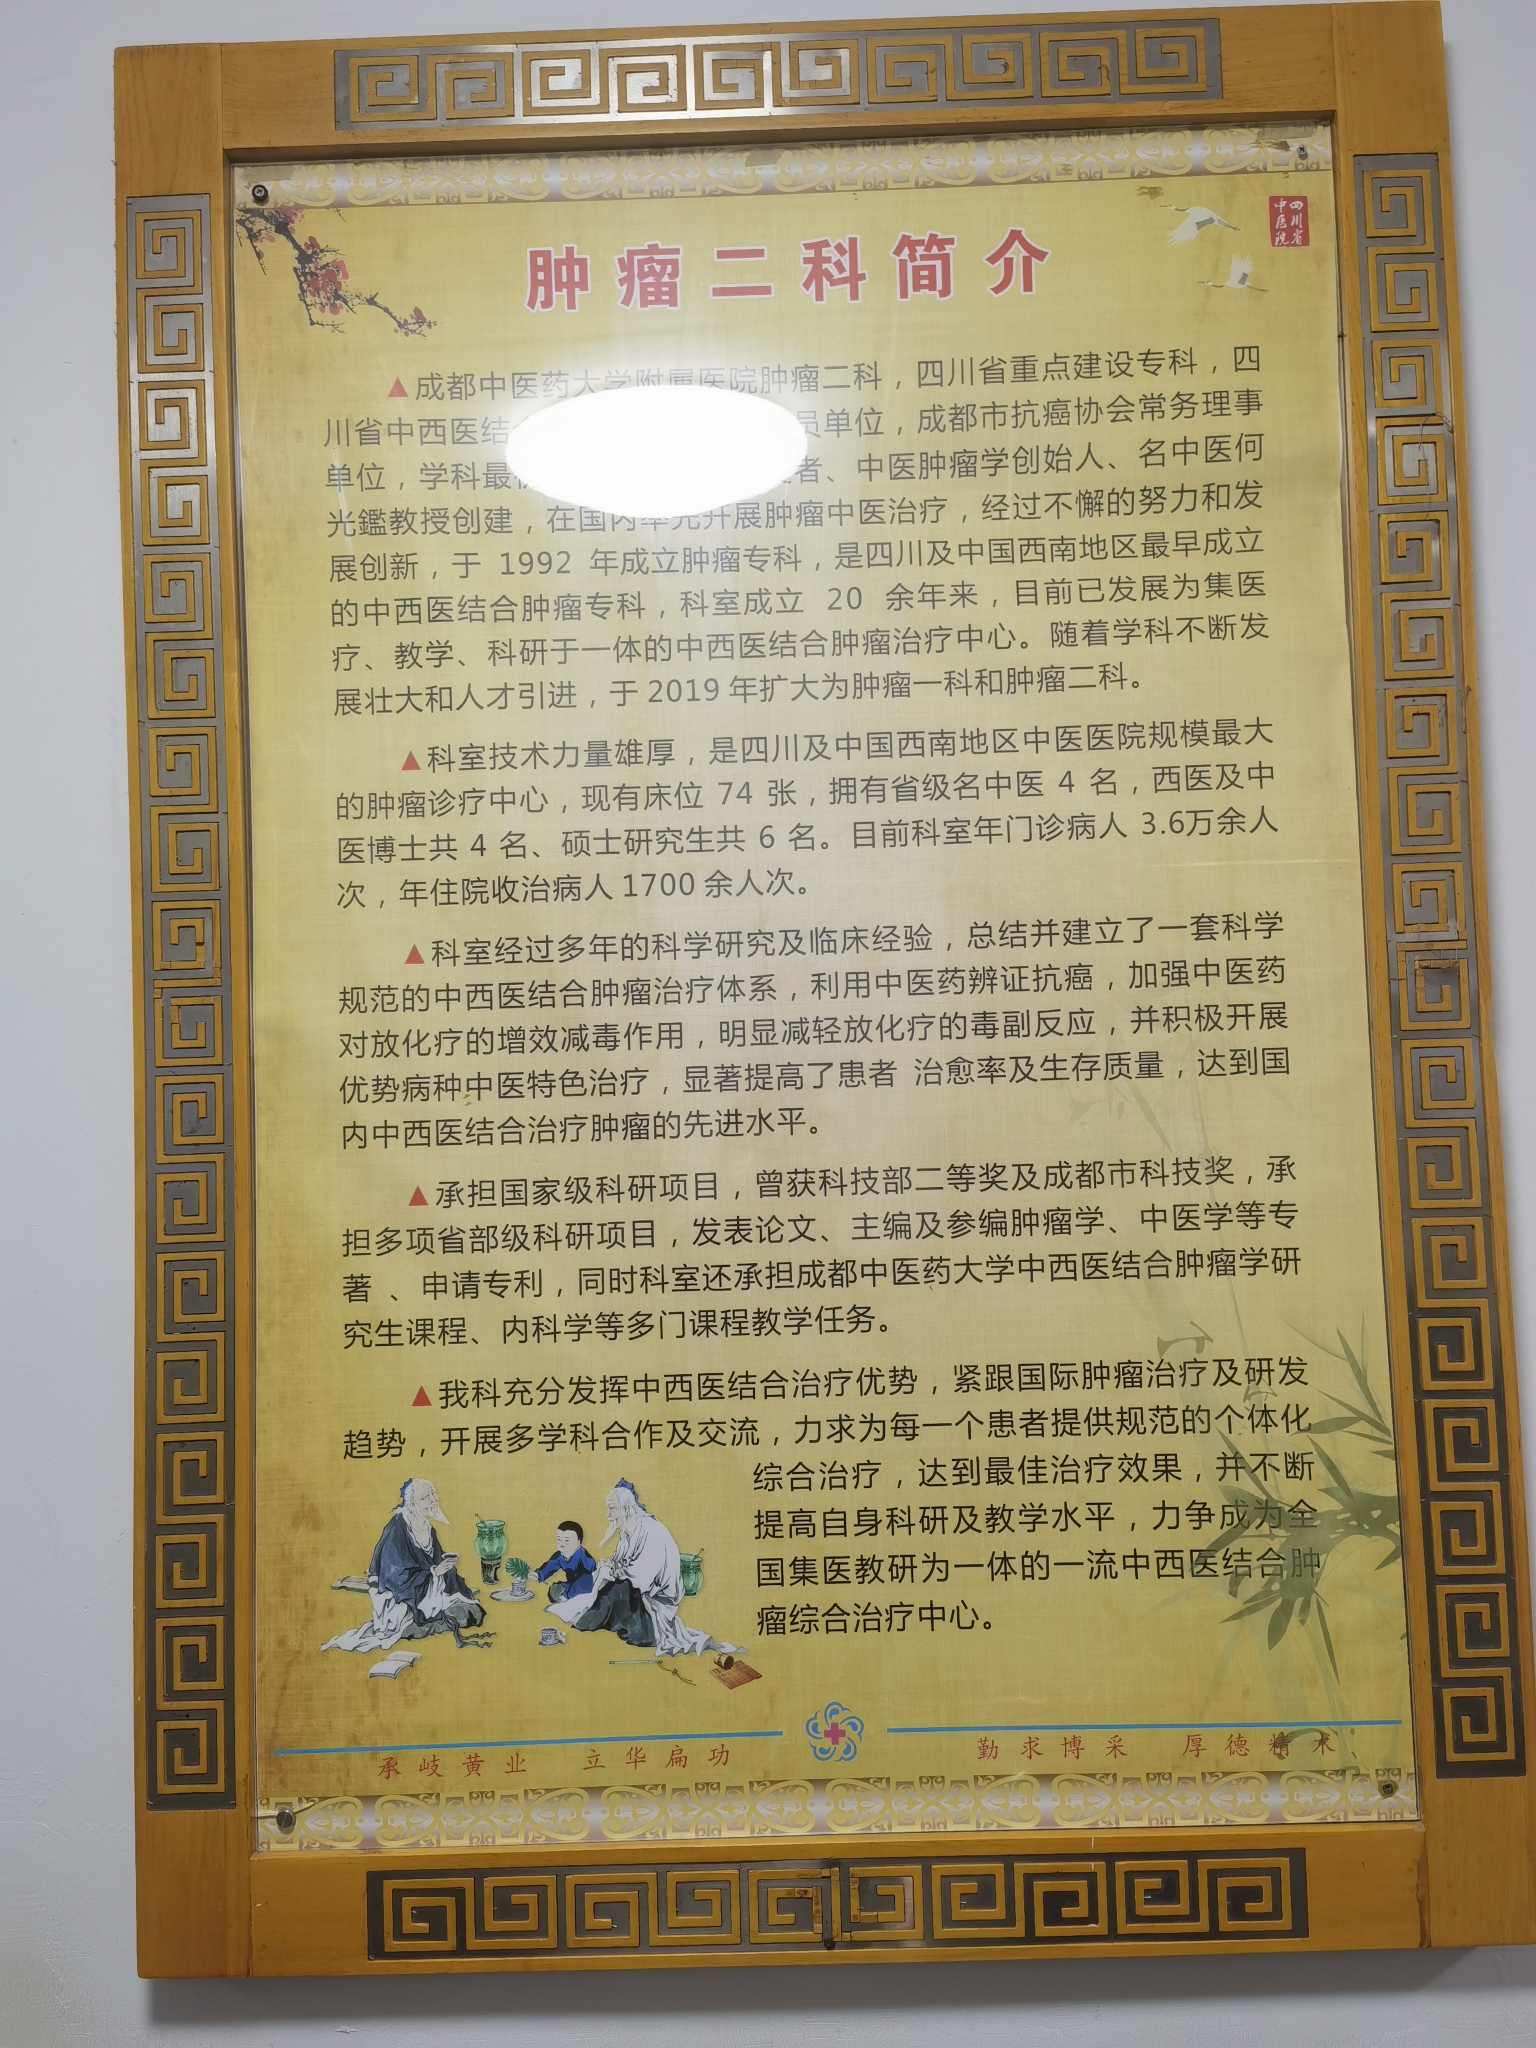 四川省
中医院
肿瘤二科简介
▲成都中医药大学附属医院肿瘤二科，四川省重点建设专科，四
川省中西医结 员单位，成都市抗癌协会常务理事
单位，学科最 者、中医肿瘤学创始人、名中医何
光鑑教授创建，在国内率先开展肿瘤中医治疗，经过不懈的努力和发
展创新，于 1992 年成立肿瘤专科，是四川及中国西南地区最早成立
的中西医结合肿瘤专科，科室成立 20 余年来，目前已发展为集医
疗、教学、科研于一体的中西医结合肿瘤治疗中心。随着学科不断发
展壮大和人才引进，于 2019 年扩大为肿瘤一科和肿瘤二科。
▲科室技术力量雄厚，是四川及中国西南地区中医医院规模最大
的肿瘤诊疗中心，现有床位 74 张，拥有省级名中医 4 名，西医及中
医博士共 4 名、硕士研究生共 6 名。目前科室年门诊病人 3.6万余人
次，年住院收治病人 1700 余人次。
▲科室经过多年的科学研究及临床经验，总结并建立了一套科学
规范的中西医结合肿瘤治疗体系，利用中医药辨证抗癌，加强中医药
对放化疗的增效减毒作用，明显减轻放化疗的毒副反应，并积极开展
优势病种中医特色治疗，显著提高了患者 治愈率及生存质量，达到国
内中西医结合治疗肿瘤的先进水平。
▲承担国家级科研项目，曾获科技部二等奖及成都市科技奖，承
担多项省部级科研项目，发表论文、主编及参编肿瘤学、中医学等专
著 、申请专利，同时科室还承担成都中医药大学中西医结合肿瘤学研
究生课程、内科学等多门课程教学任务。
▲我科充分发挥中西医结合治疗优势，紧跟国际肿瘤治疗及研发
趋势，开展多学科合作及交流，力求为每一个患者提供规范的个体化
综合治疗，达到最佳治疗效果，并不断
提高自身科研及教学水平，力争成为全
国集医教研为一体的一流中西医结合肿
瘤综合治疗中心。
承岐黄业 立华扁功
勤求博采 厚德精术